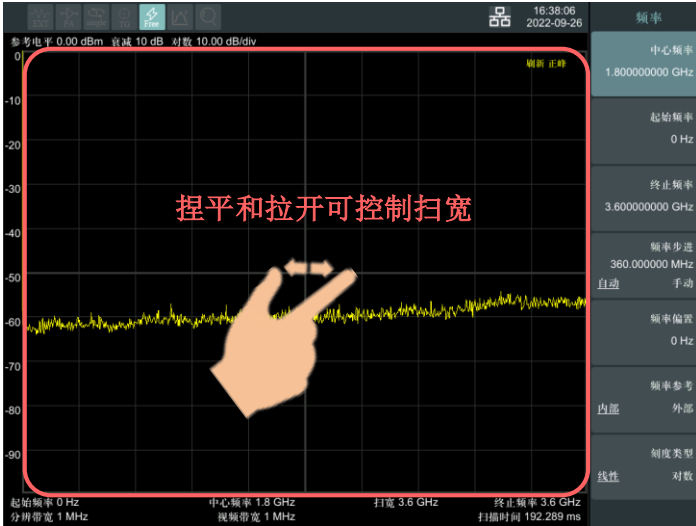 EXT
PA
Free
16:38:06
2022-09-26
频率
参考电平 0.00 dBm 衰减 10 dB 对数 10.00 dB/div
刷新 正峰
0
-10
-20
-30
-40
-50
-60
-70
-80
-90
捏平和拉开可控制扫宽
中心频率
1.800000000 GHz
起始频率
0 Hz
终止频率
3.600000000 GHz
频率步进
360.000000 MHz
自动 手动
频率偏置
0 Hz
频率参考
内部 外部
刻度类型
线性 对数
起始频率 0 Hz 中心频率 1.8 GHz 扫宽 3.6 GHz 终止频率 3.6 GHz
分辨带宽 1 MHz 视频带宽 1 MHz 扫描时间 192.289 ms